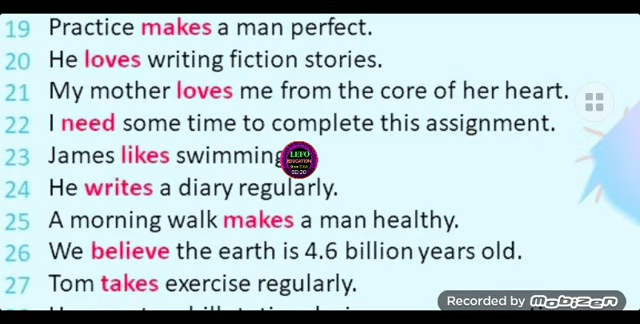 19 Practice makes a man perfect.
20 He loves writing fiction stories.
21 My mother loves me from the core of her heart.
22 I need some time to complete this assignment.
23 James likes swimming
LEFO
EDUCATION
24 He writes a diary regularly.
25 A morning walk makes a man healthy.
26 We believe the earth is 4.6 billion years old.
27 Tom takes exercise regularly.
Recorded by Mobizen